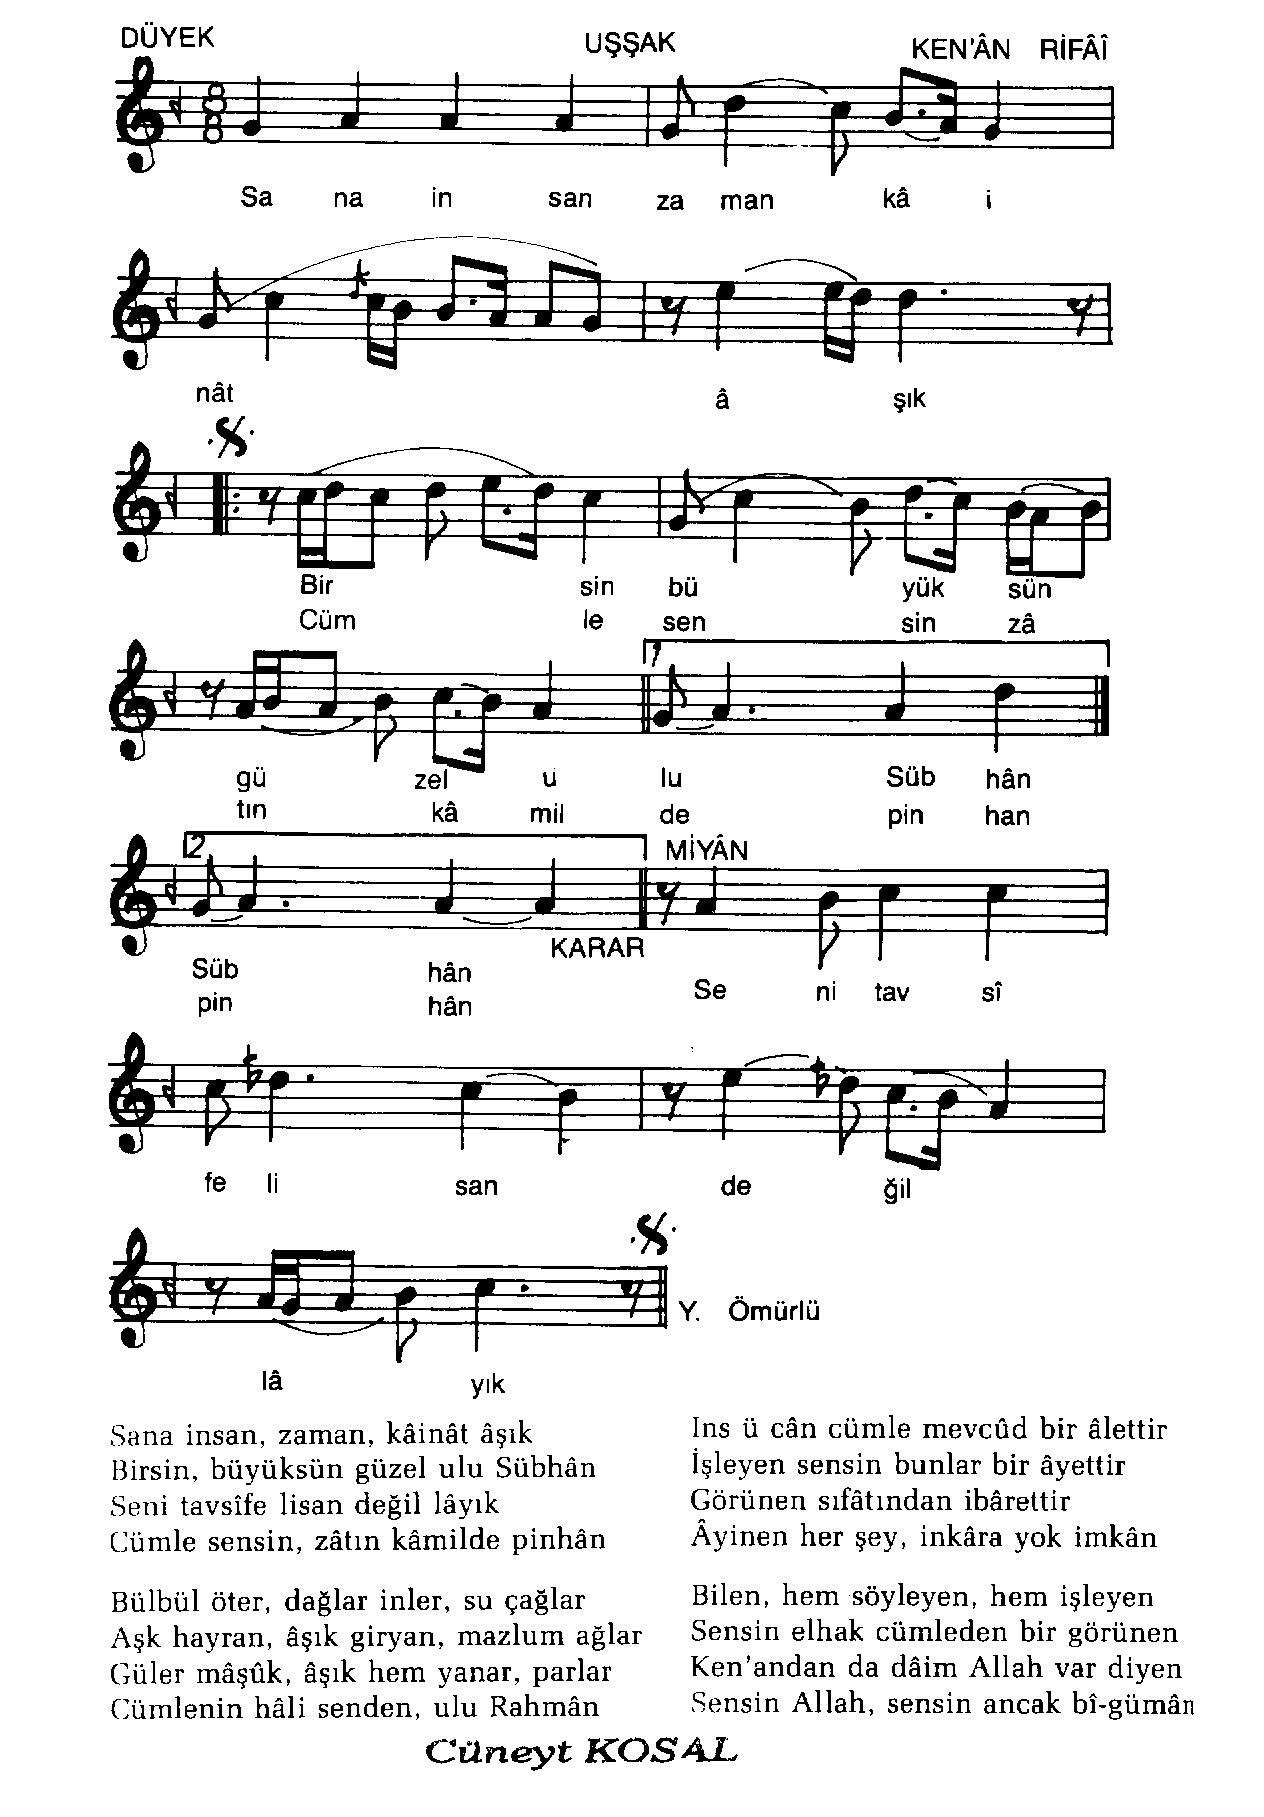 DÜYEK UŞŞAK KEN'ÂN RİFÂÎ
8
8
Sa na in san za man kâ i
nât â şık
Bir sin bü yük sün
Cüm le sen sin zâ
1
gü zel u lu Süb hân
tın kâ mil de pin han
2 MİYÂN
KARAR
Süb hân Se ni tav sî
pin hân
fe li san de ğil
Y. Ömürlü
lâ yık
Sana insan, zaman, kâinât âşık
Birsin, büyüksün güzel ulu Sübhân
Seni tavsîfe lisan değil lâyık
Cümle sensin, zâtın kâmilde pinhân
Bülbül öter, dağlar inler, su çağlar
Aşk hayran, âşık giryan, mazlum ağlar
Güler mâşûk, âşık hem yanar, parlar
Cümlenin hâli senden, ulu Rahmân
Ins ü cân cümle mevcûd bir âlettir
İşleyen sensin bunlar bir âyettir
Görünen sıfâtından ibârettir
Âyinen her şey, inkâra yok imkân
Bilen, hem söyleyen, hem işleyen
Sensin elhak cümleden bir görünen
Ken'andan da dâim Allah var diyen
Sensin Allah, sensin ancak bî-gümân
Cüneyt KOSAL